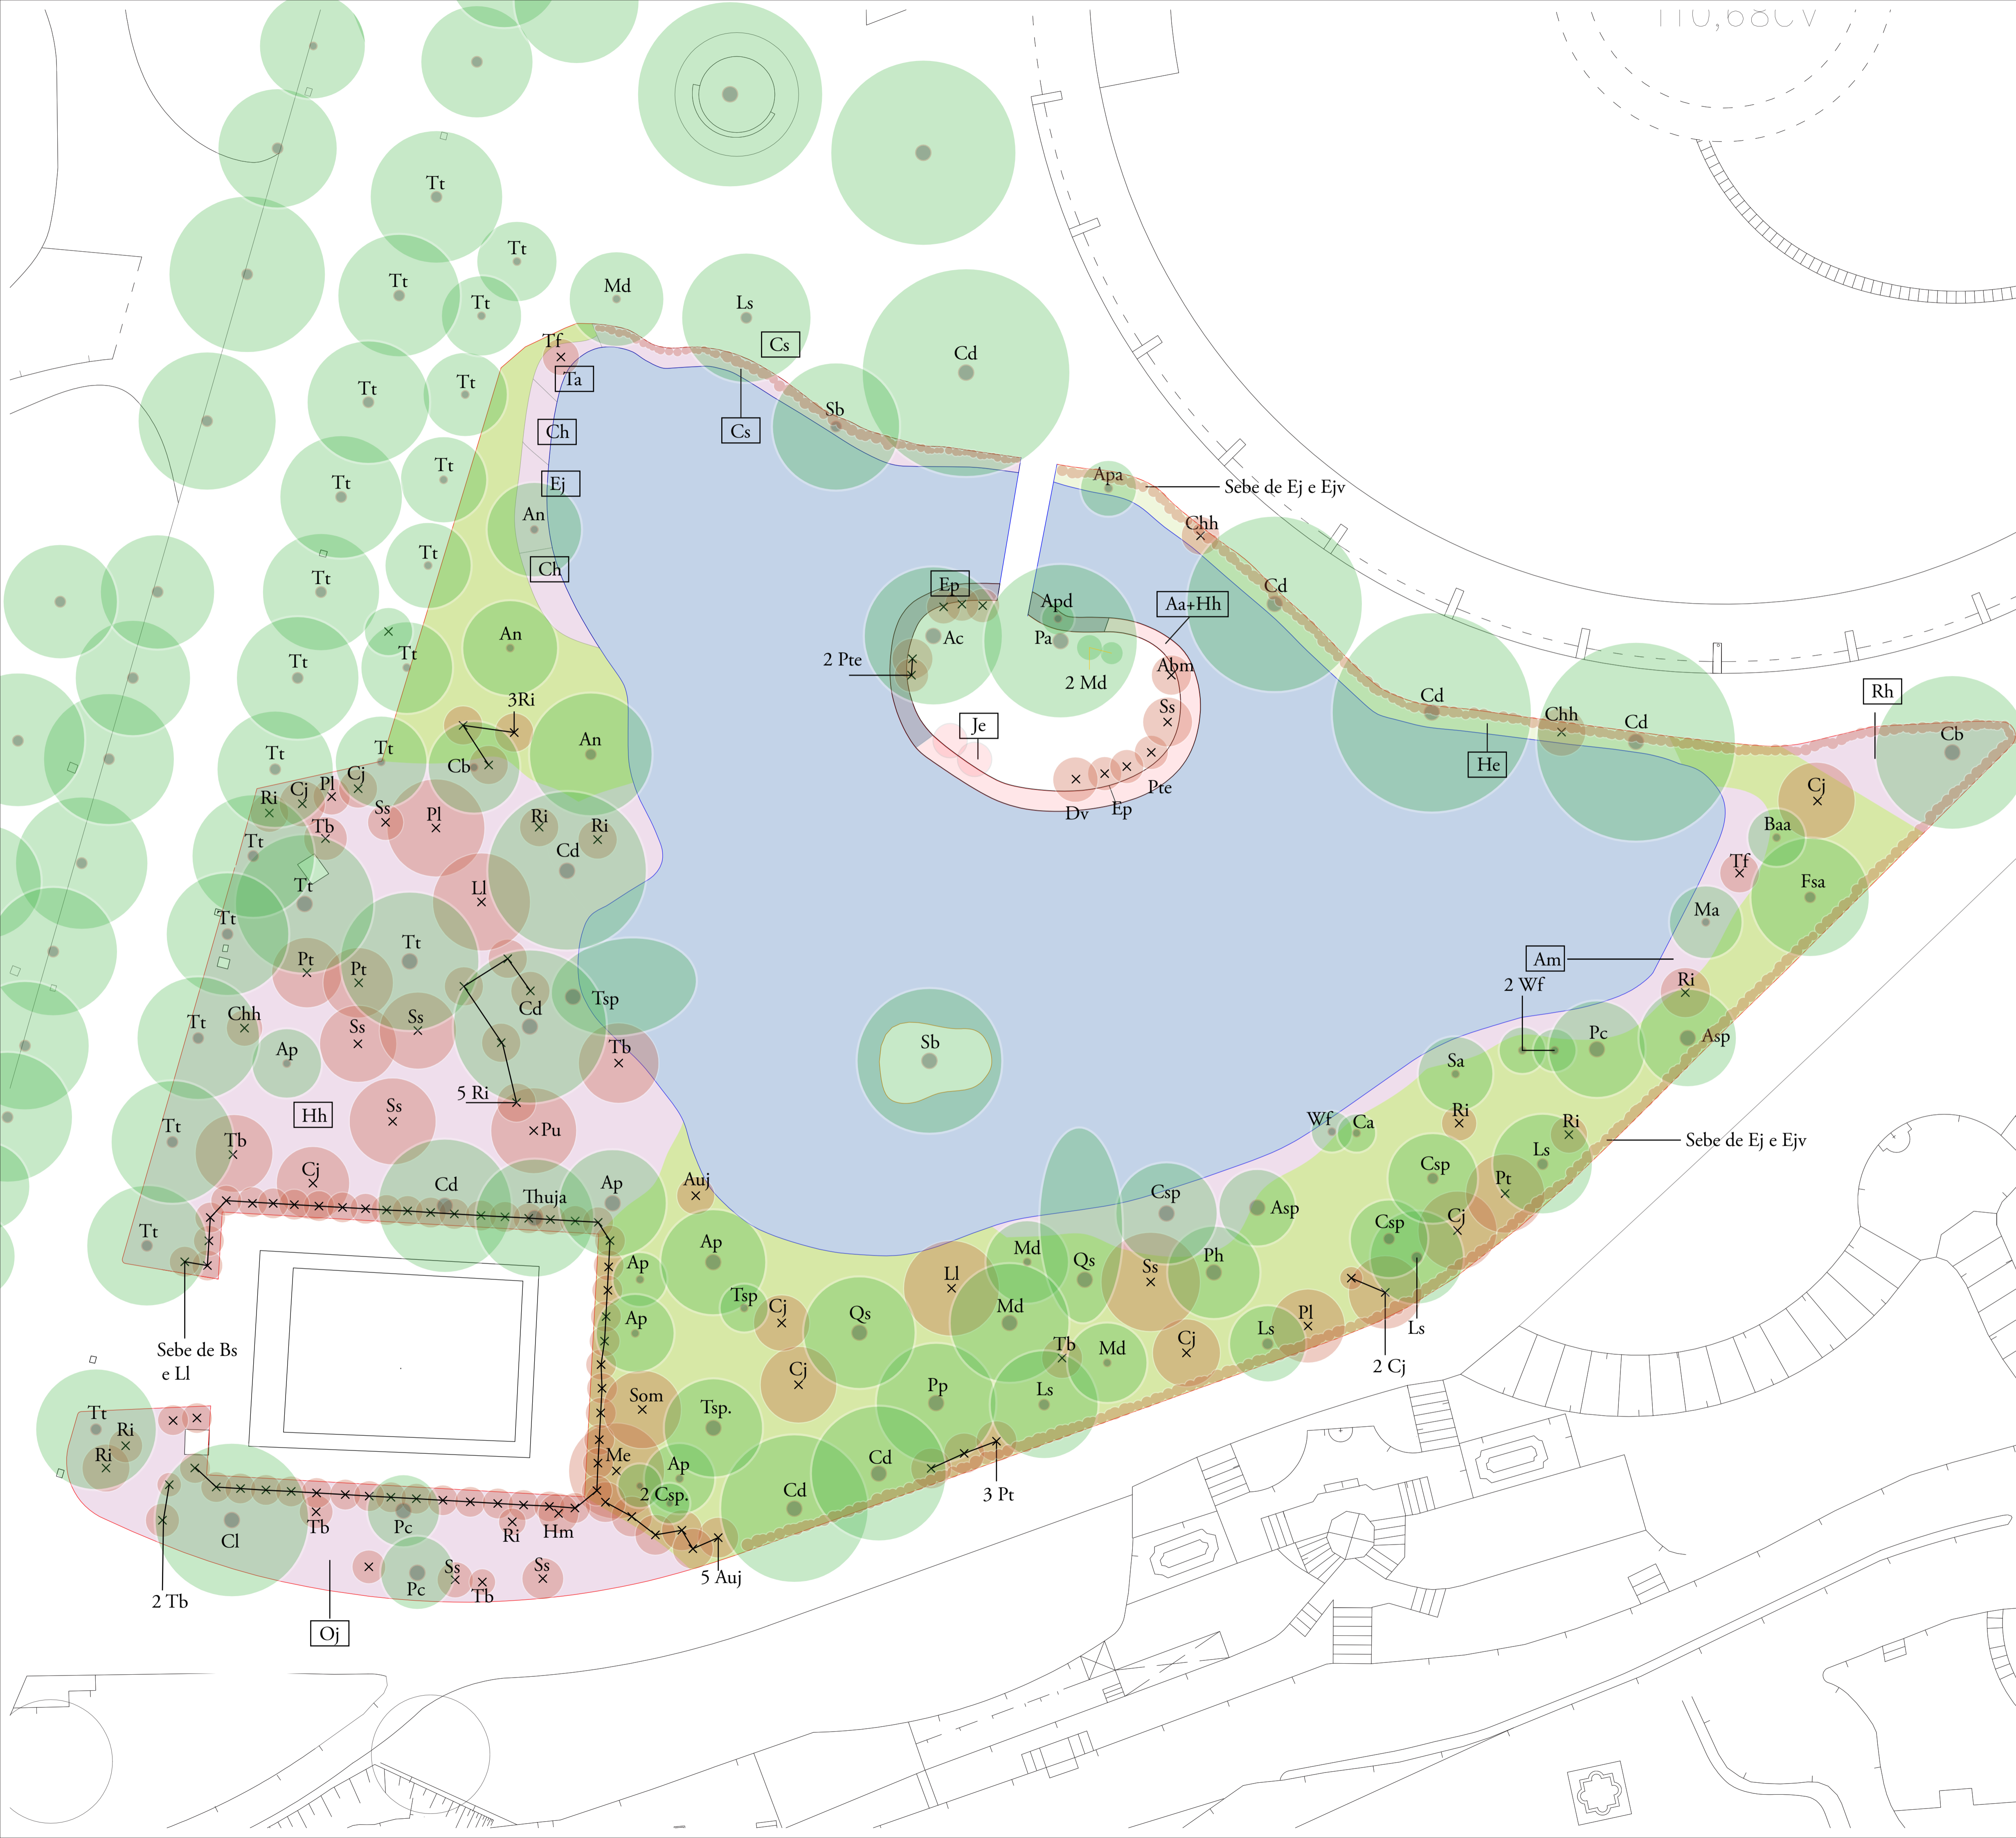 110,68CV
Tt
Tt
Tt
Md
Tt
Ls
Tf
Cs
Cd
Ta
Tt
Tt
Sb
Ch
Cs
Tt
Apa
Tt
Ej
Sebe de Ej e Ejv
An
Chh
Tt
Ch
Tt
Ep
Cd
Apd
Aa+Hh
An
Ac
Pa
Tt
Tt
2 Pte
Abm
2 Md
Rh
3Ri
Cd
Ss
Chh
Je
Cd
Cb
An
Tt
Tt
Cb
He
Cj
Pl
Cj
Ri
Cj
Pte
Ss
Pl
Ep
Dv
Tb
Ri
Ri
Baa
Tt
Cd
Tf
Tt
Ll
Fsa
Tt
Ma
Tt
Pt
Pt
Am
Ri
2 Wf
Tsp
Cd
Chh
Tt
Ss
Ss
Pc
Asp
Ap
Tb
Sb
Sa
5 Ri
Hh
Ss
Ri
Tt
Pu
Wf
Ca
Ri
Tb
Sebe de Ej e Ejv
Ls
Cj
Csp
Auj
Pt
Cd
Thuja
Ap
Csp
Asp
Csp
Cj
Tt
Ap
Md
Qs
Ph
Ap
Ll
Ss
Tsp
Cj
Qs
Md
Ap
Pl
Ls
Ls
Sebe de Bs
e Ll
Tb
Md
Cj
2 Cj
Cj
Pp
Ls
Som
Tt
Ri
Tsp.
Ri
Me
Ap
Cd
2 Csp.
3 Pt
Cd
Tb
Pc
Ri
Hm
Cl
Ss
Ss
5 Auj
Pc
Tb
2 Tb
Oj